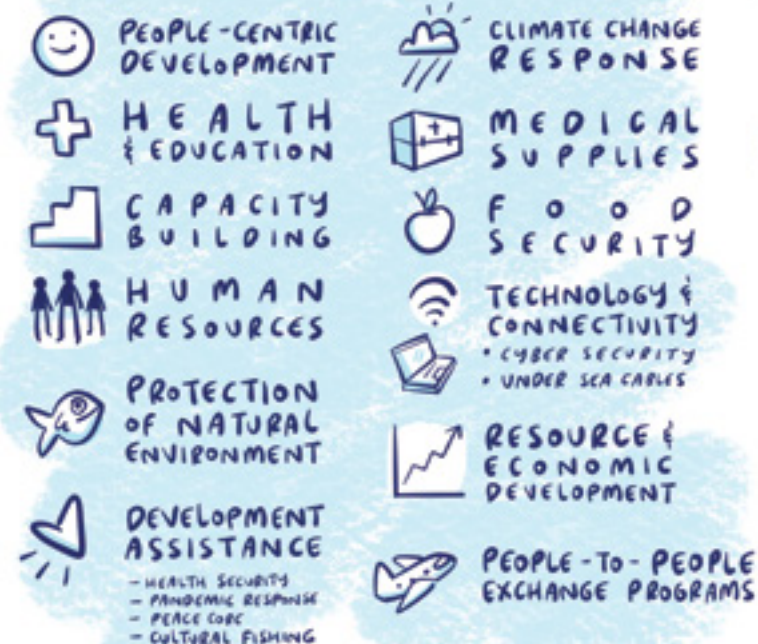 PEOPLE-CENTRIC
DEVELOPMENT
HEALTH
& EDUCATION
CAPACITY
BUILDING
HUMAN
RESOURCES
PROTECTION
OF NATURAL
ENVIRONMENT
DEVELOPMENT
ASSISTANCE
- HEALTH SECURITY
- PANDEMIC RESPONSE
- PEACE CORE
- CULTURAL FISHING
CLIMATE CHANGE
RESPONSE
MEDICAL
SUPPLIES
FOOD
SECURITY
TECHNOLOGY &
CONNECTIVITY
• CYBER SECURITY
• UNDER SEA CABLES
RESOURCE &
ECONOMIC
DEVELOPMENT
PEOPLE-TO-PEOPLE
EXCHANGE PROGRAMS